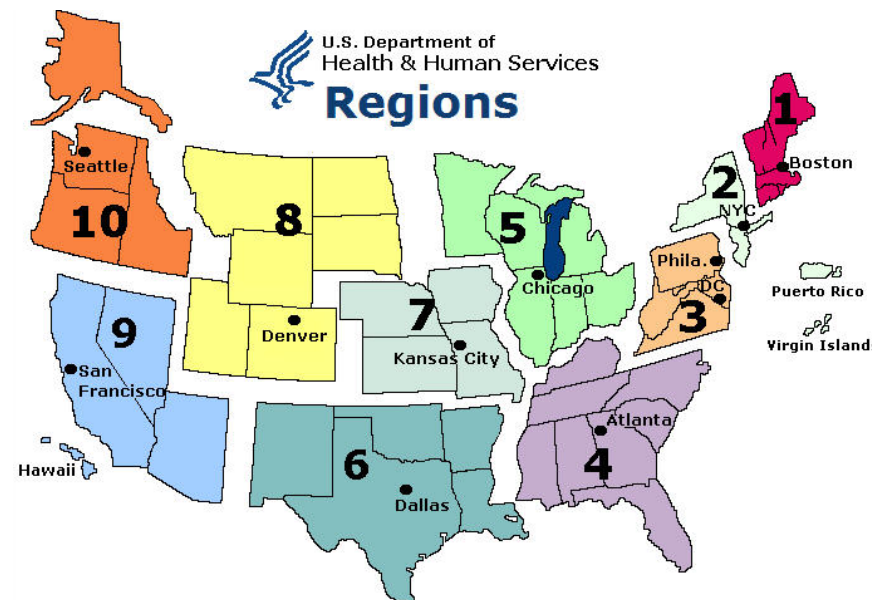 U.S. Department of
Health & Human Services
Regions
1
Boston
2
NYC
Seattle
10
8
5
Phila.
DC
3
Puerto Rico
Virgin Islands
Chicago
7
Kansas City
Denver
9
San
Francisco
Hawaii
6
Dallas
Atlanta
4